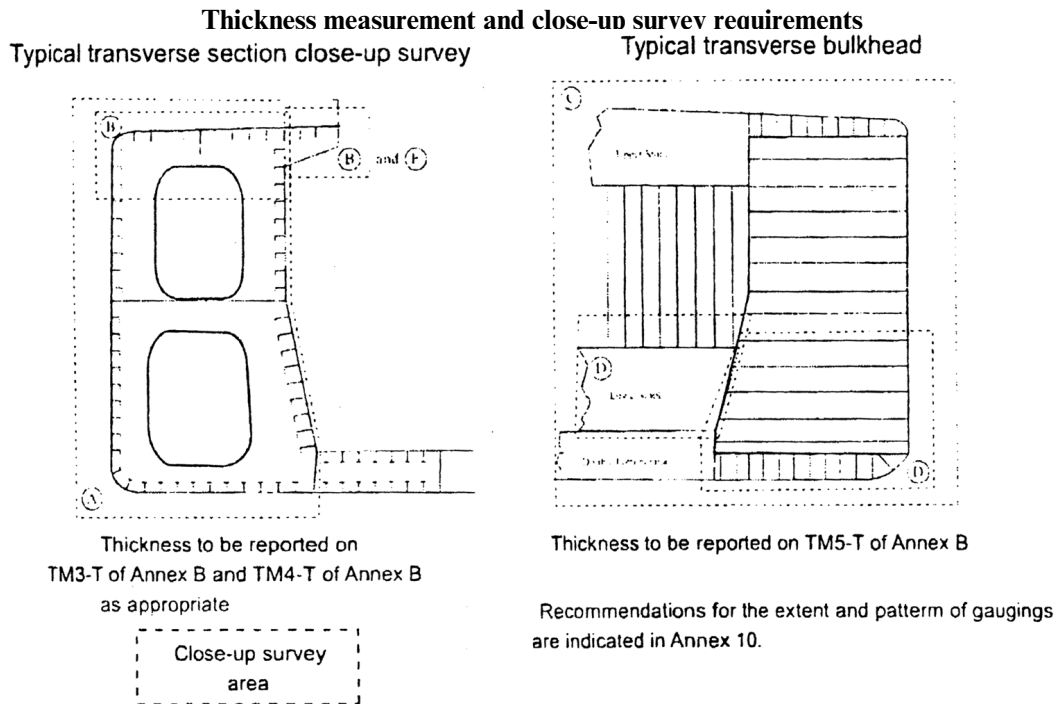 Thickness measurement and close-up survey requirements
Typical transverse section close-up survey
Typical transverse bulkhead
B
B and F
A
C
D
D
Thickness to be reported on
TM3-T of Annex B and TM4-T of Annex B
as appropriate
Close-up survey
area
Thickness to be reported on TM5-T of Annex B
Recommendations for the extent and patterm of gaugings
are indicated in Annex 10.